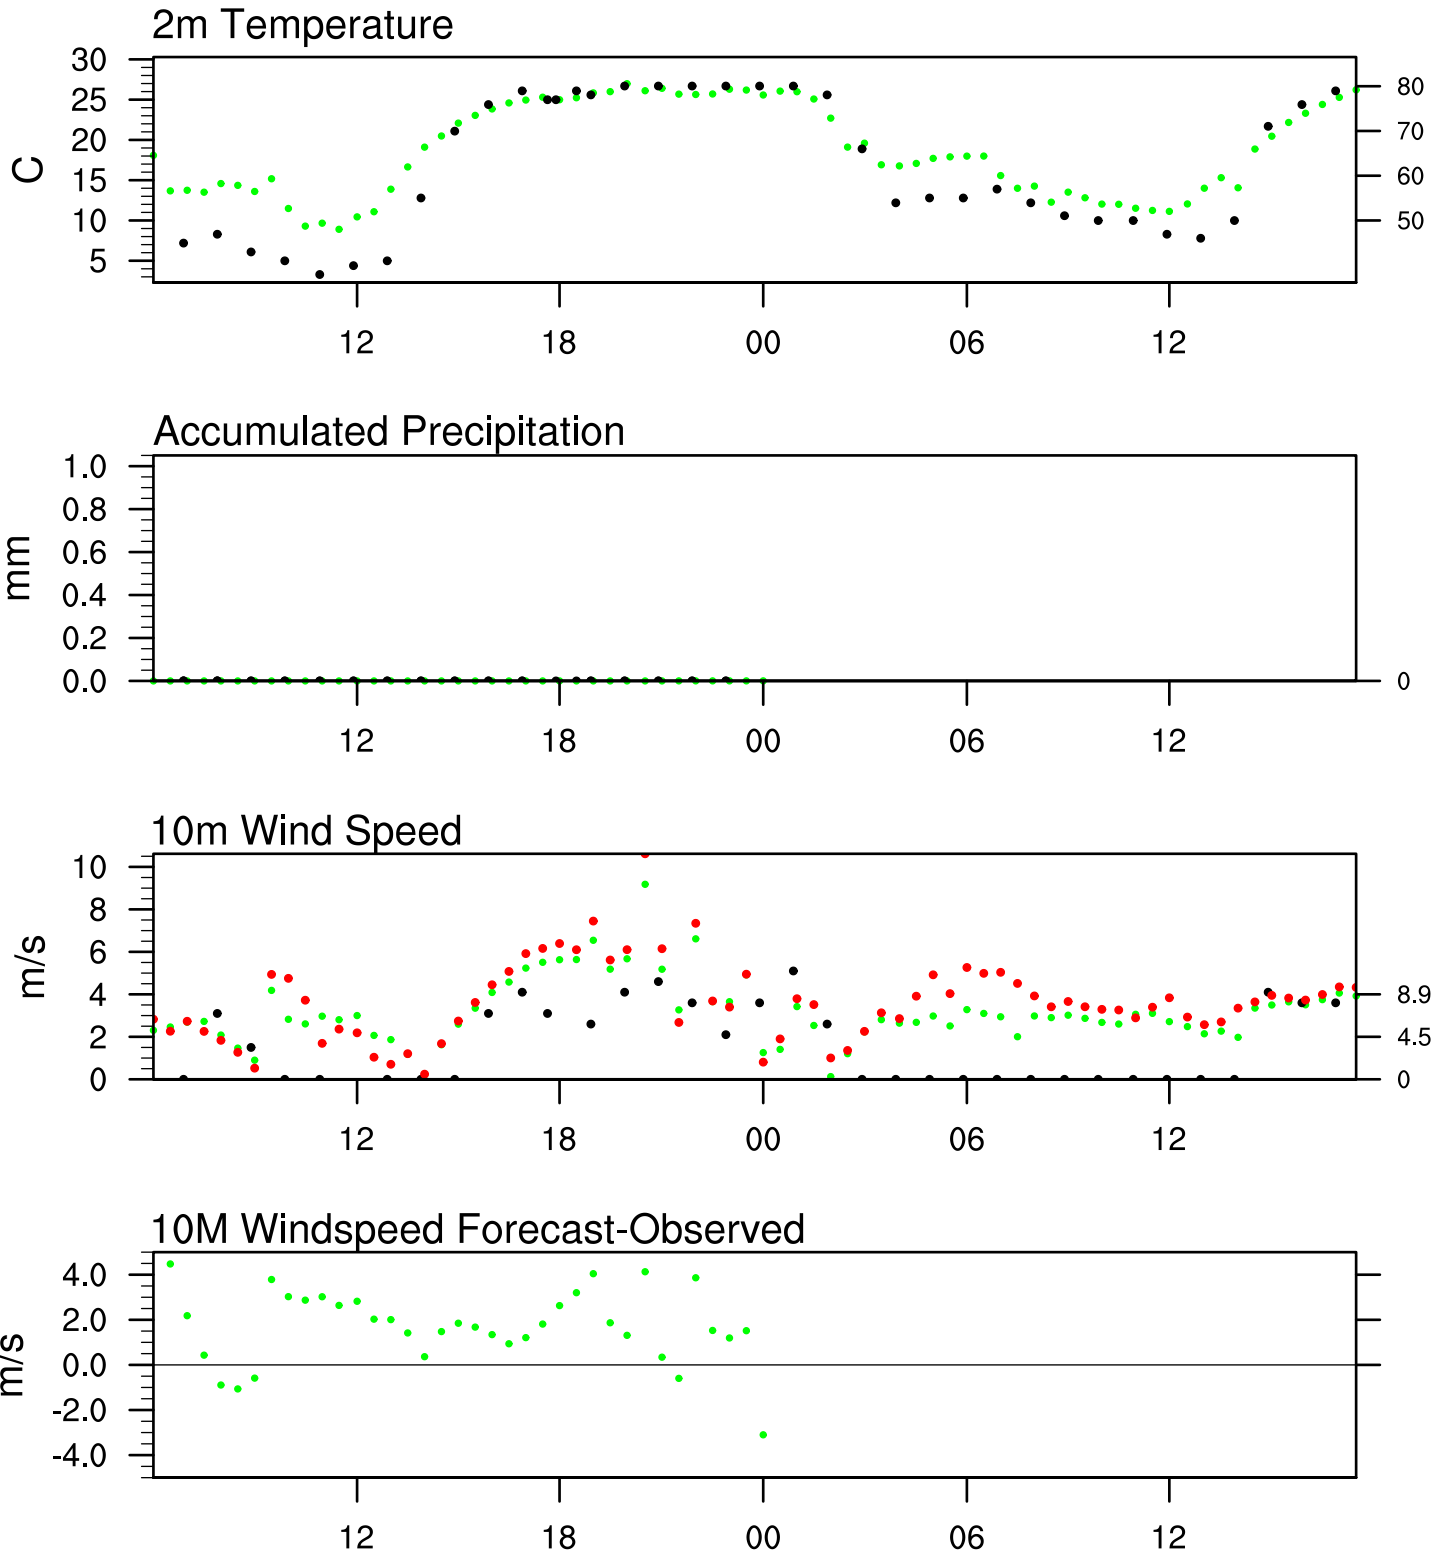 2m Temperature
30
25
20
15
10
5
C
80
70
60
50
12 18 00 06 12
Accumulated Precipitation
1.0
0.8
0.6
0.4
0.2
0.0
mm
0
12 18 00 06 12
10m Wind Speed
10
8
6
4
2
0
m/s
8.9
4.5
0
12 18 00 06 12
10M Windspeed Forecast-Observed
4.0
2.0
0.0
-2.0
-4.0
m/s
12 18 00 06 12